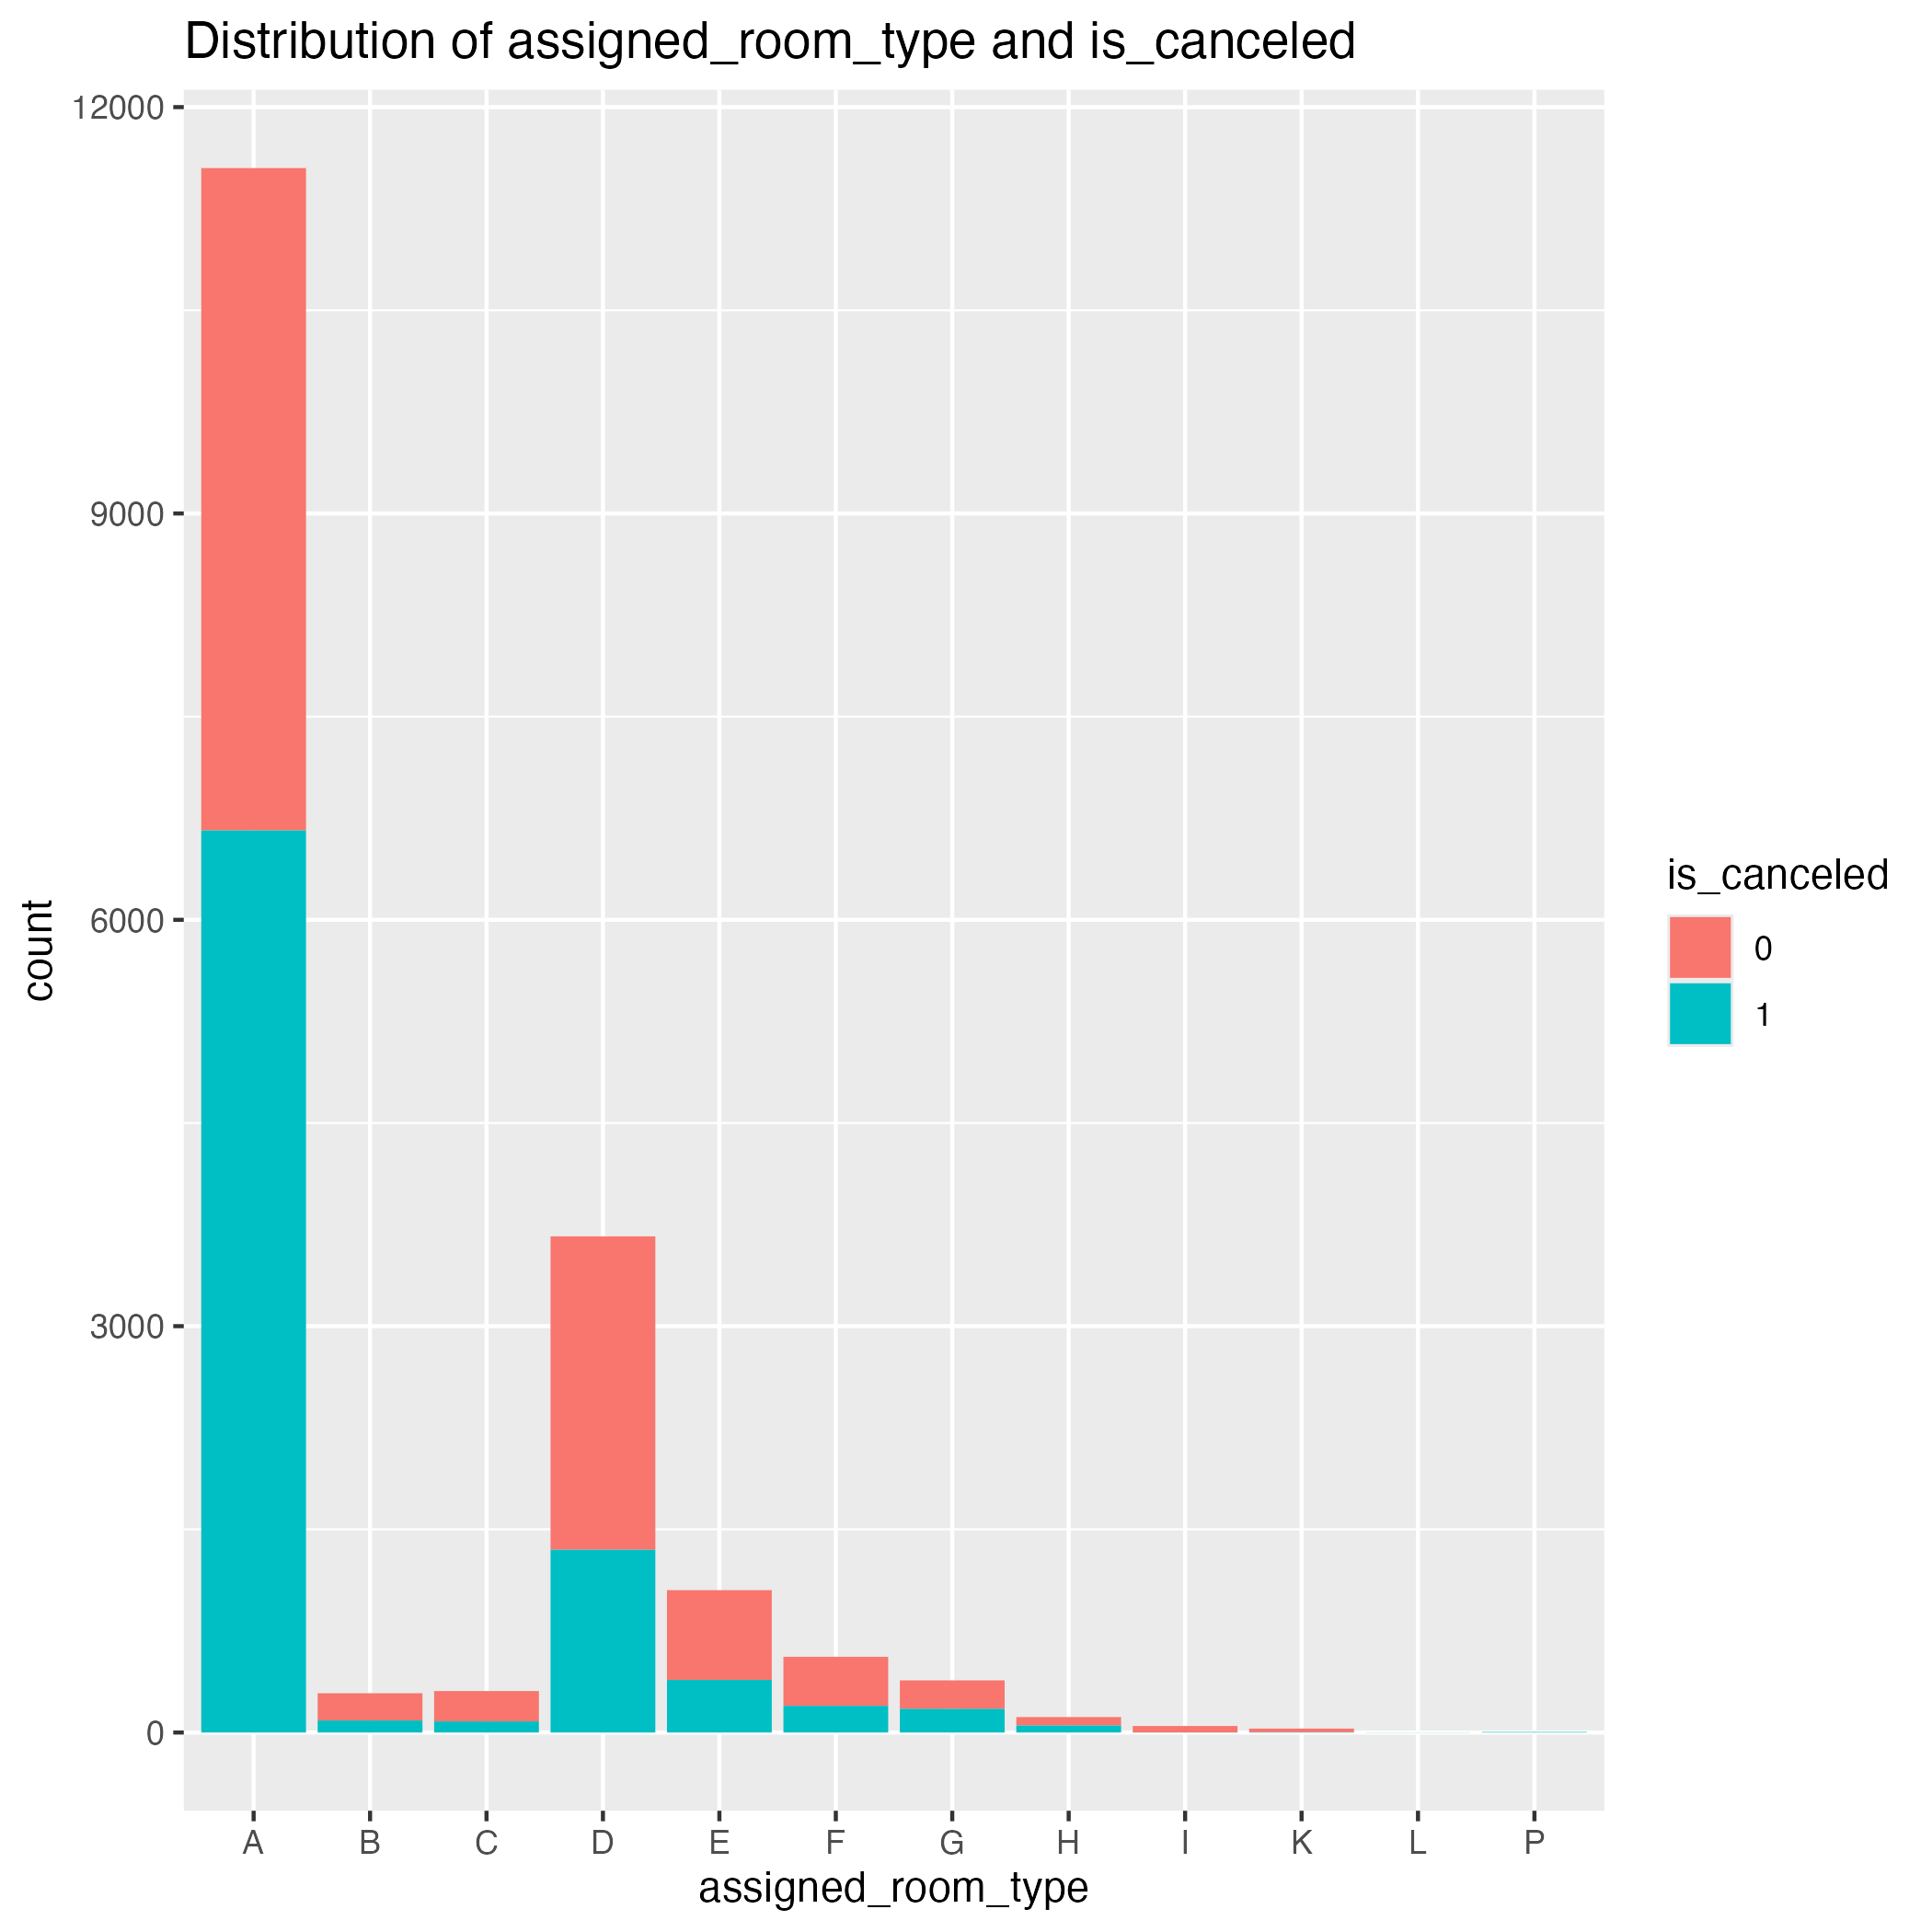 Distribution of assigned_room_type and is_canceled
12000
9000
6000
3000
0
count
A B C D E F G H I K L P
assigned_room_type
is_canceled
0
1